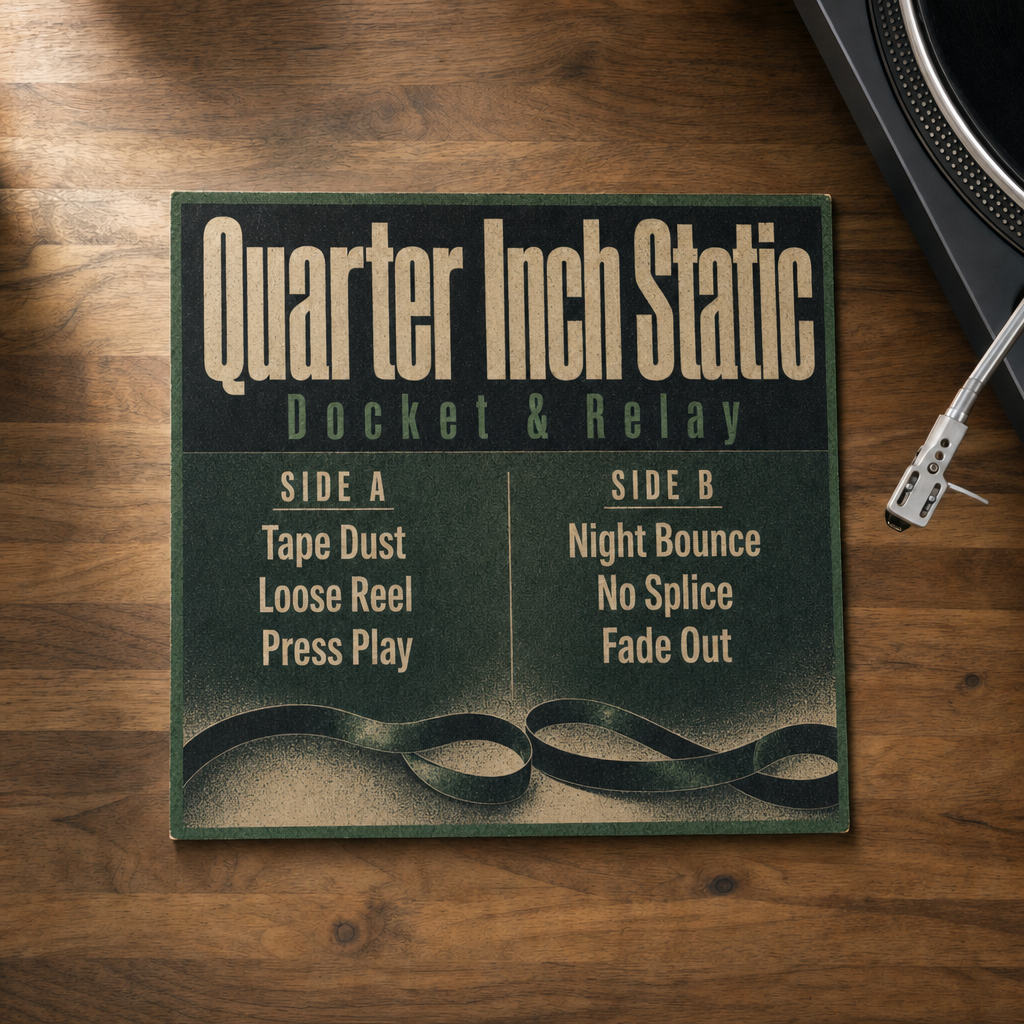 Quarter Inch Static
Docket & Relay
SIDE A
Tape Dust
Loose Reel
Press Play
SIDE B
Night Bounce
No Splice
Fade Out